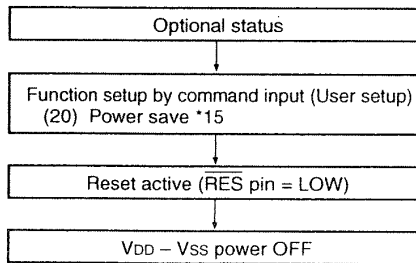 Optional status
Function setup by command input (User setup)
(20) Power save *15
Reset active (RES pin = LOW)
VDD – VSS power OFF